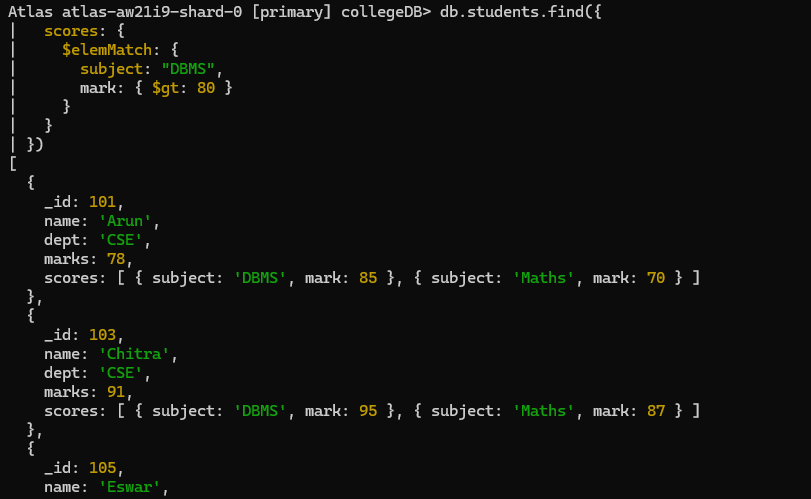 Atlas atlas-aw21i9-shard-0 [primary] collegeDB> db.students.find({
|   scores: {
|     $elemMatch: {
|       subject: "DBMS",
|       mark: { $gt: 80 }
|     }
|   }
| })
[
  {
    _id: 101,
    name: 'Arun',
    dept: 'CSE',
    marks: 78,
    scores: [ { subject: 'DBMS', mark: 85 }, { subject: 'Maths', mark: 70 } ]
  },
  {
    _id: 103,
    name: 'Chitra',
    dept: 'CSE',
    marks: 91,
    scores: [ { subject: 'DBMS', mark: 95 }, { subject: 'Maths', mark: 87 } ]
  },
  {
    _id: 105,
    name: 'Eswar',